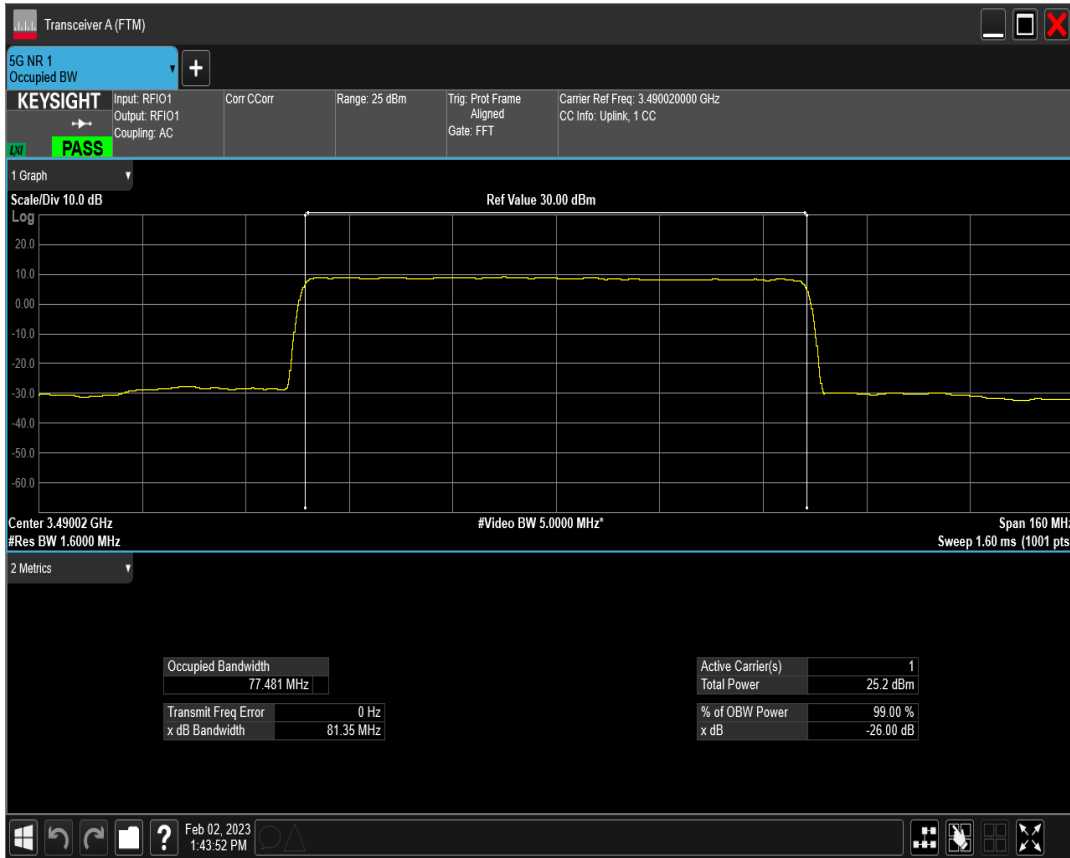 Transceiver A (FTM)
5G NR 1
Occupied BW
+
KEYSIGHT
LXI
PASS
Input: RFIO1
Output: RFIO1
Coupling: AC
Corr CCorr
Range: 25 dBm
Trig: Prot Frame
Aligned
Gate: FFT
Carrier Ref Freq: 3.490020000 GHz
CC Info: Uplink, 1 CC
1 Graph
Scale/Div 10.0 dB
Ref Value 30.00 dBm
Log
20.0
10.0
0.00
-10.0
-20.0
-30.0
-40.0
-50.0
-60.0
Center 3.49002 GHz
#Video BW 5.0000 MHz*
Span 160 MHz
#Res BW 1.6000 MHz
Sweep 1.60 ms (1001 pts
2 Metrics
Occupied Bandwidth
77.481 MHz
Transmit Freq Error 0 Hz
x dB Bandwidth 81.35 MHz
Active Carrier(s) 1
Total Power 25.2 dBm
% of OBW Power 99.00 %
x dB -26.00 dB
?
Feb 02, 2023
1:43:52 PM